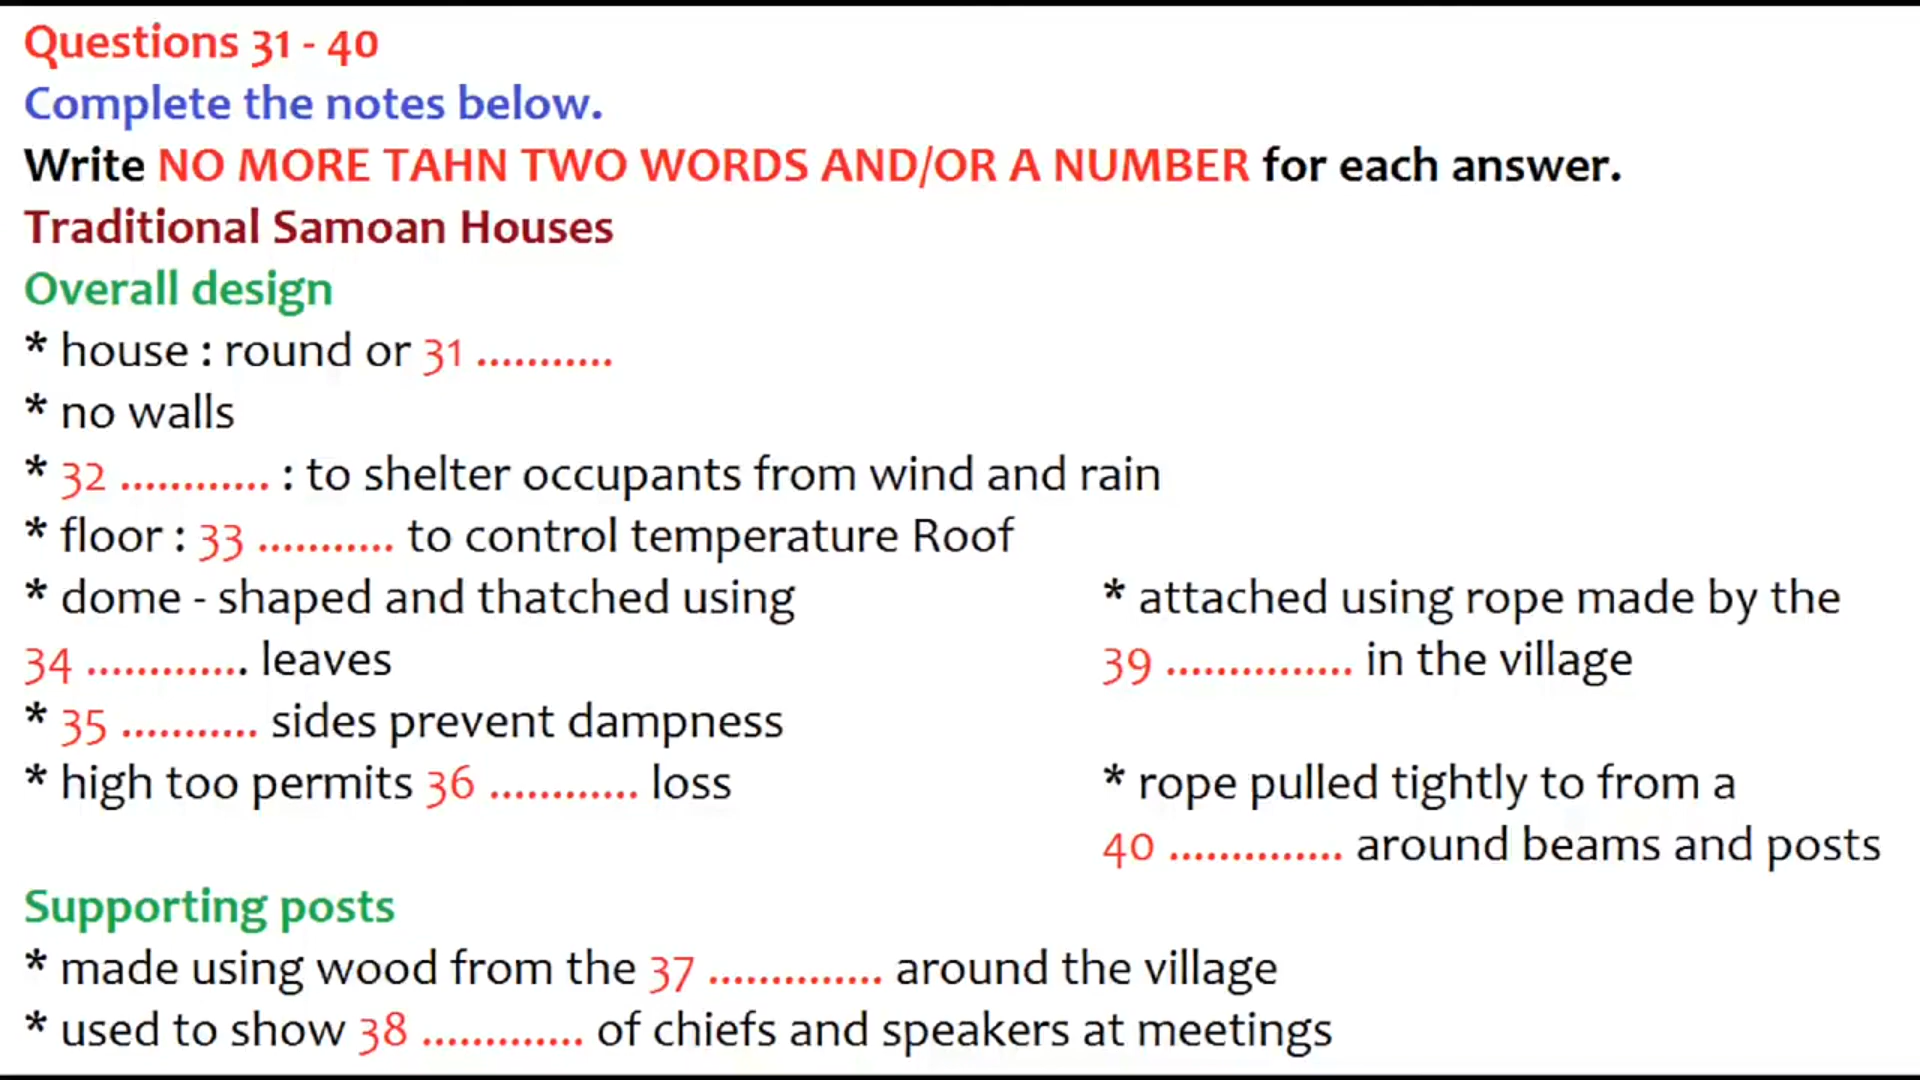 Questions 31 - 40
Complete the notes below.
Write NO MORE TAHN TWO WORDS AND/OR A NUMBER for each answer.
Traditional Samoan Houses
Overall design
* house : round or 31 ...........
* no walls
* 32 ............ : to shelter occupants from wind and rain
* floor : 33 ........... to control temperature Roof
* dome - shaped and thatched using
34 ............. leaves
* 35 ........... sides prevent dampness
* high too permits 36 ............ loss
* attached using rope made by the
39 ............... in the village
* rope pulled tightly to from a
40 .............. around beams and posts
Supporting posts
* made using wood from the 37 .............. around the village
* used to show 38 ............. of chiefs and speakers at meetings